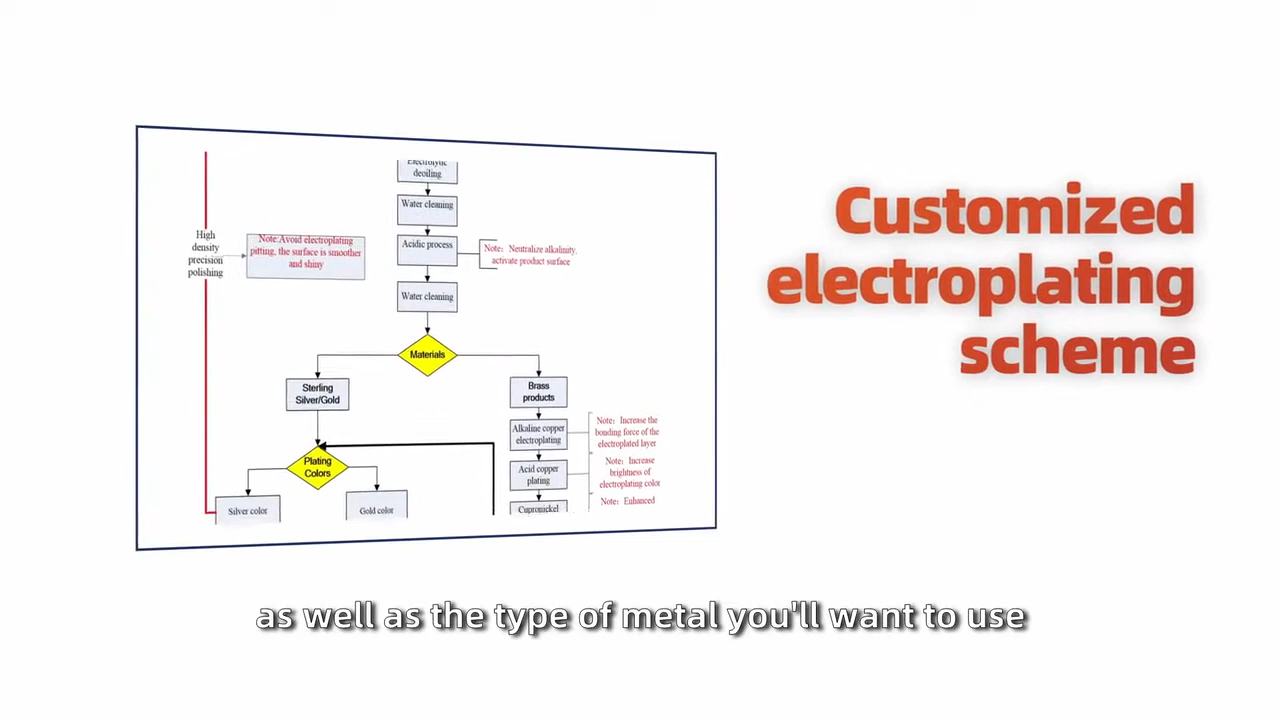 Electrolytic
deoiling
Water cleaning
Acidic process
Note: Neutralize alkalinity,
activate product surface
High
density
precision
polishing
Note:Avoid electroplating
pitting, the surface is smoother
and shiny
Water cleaning
Materials
Sterling
Silver/Gold
Brass
products
Alkaline copper
electroplating
Note: Increase the
bonding force of the
electroplated layer
Plating
Colors
Acid copper
plating
Note: Increase
brightness of
electroplating color
Silver color
Gold color
Cupronickel
Note: Enhanced
Customized
electroplating
scheme
as well as the type of metal you'll want to use